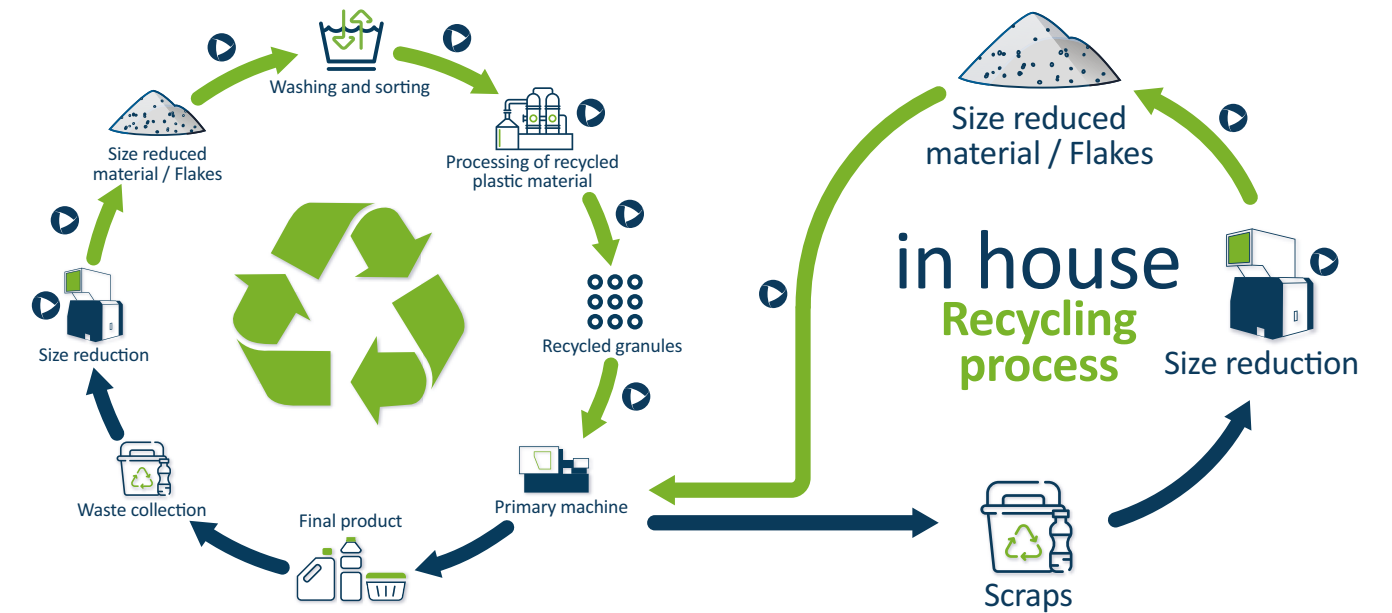 Washing and sorting
Size reduced
material / Flakes
Processing of recycled
plastic material
Size reduction
Recycled granules
Waste collection
Primary machine
Final product
Size reduced
material / Flakes
in house
Recycling
process
Size reduction
Scraps